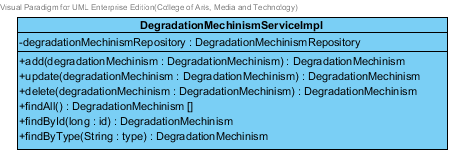 Visual Paradigm for UML Enterprise Edition(College of Arts, Media and Technology)
DegradationMechinismServiceImpl
-degradationMechinismRepository : DegradationMechinismRepository
+add(degradationMechinism : DegradationMechinism) : DegradationMechinism
+update(degradationMechinism : DegradationMechinism) : DegradationMechinism
+delete(degradationMechinism : DegradationMechinism) : DegradationMechinism
+findAll() : DegradationMechinism []
+findById(long : id) : DegradationMechinism
+findByType(String : type) : DegradationMechinism